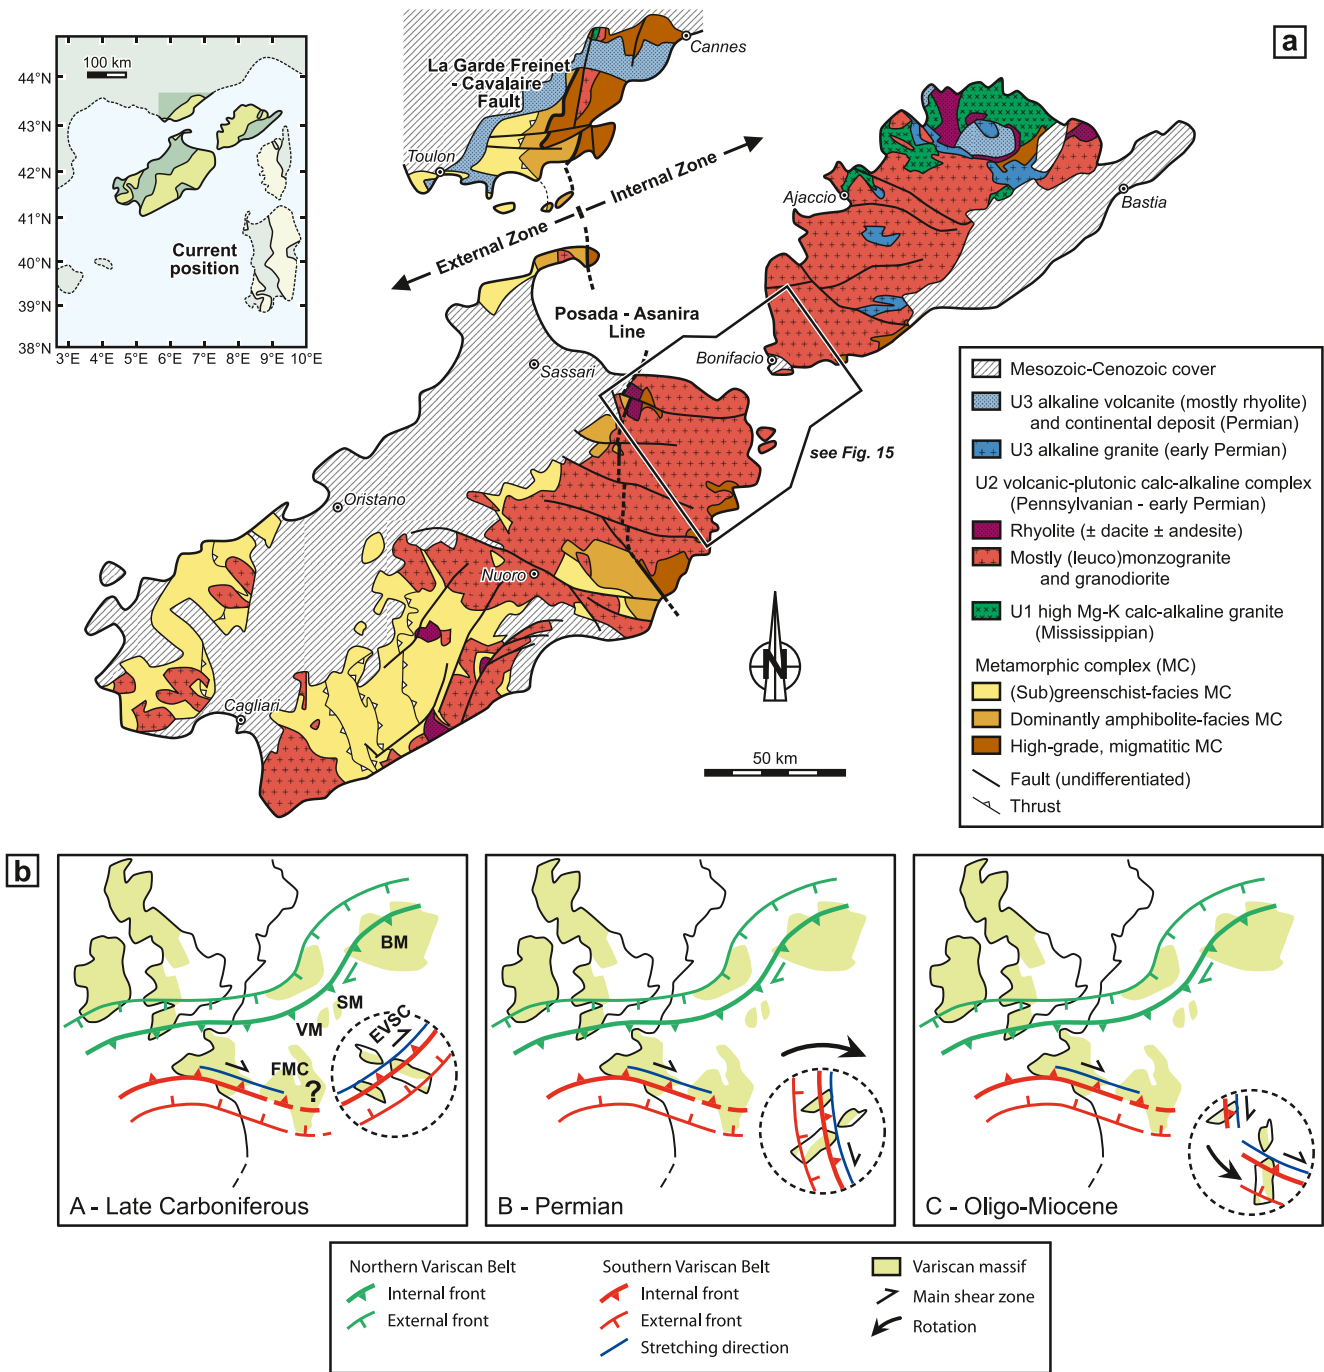 a
100 km
44°N
43°N
42°N
41°N
40°N
39°N
38°N
3°E
4°E
5°E
6°E
7°E
8°E
9°E
10°E
Current
position
Cannes
La Garde Freinet
- Cavalaire
Fault
Toulon
Internal Zone
External Zone
Ajaccio
Bastia
Posada - Asanira
Line
Bonifacio
Sassari
see Fig. 15
Oristano
Nuoro
Cagliari
N
50 km
Mesozoic-Cenozoic cover
U3 alkaline volcanite (mostly rhyolite)
and continental deposit (Permian)
U3 alkaline granite (early Permian)
U2 volcanic-plutonic calc-alkaline complex
(Pennsylvanian - early Permian)
Rhyolite (± dacite ± andesite)
Mostly (leuco)monzogranite
and granodiorite
U1 high Mg-K calc-alkaline granite
(Mississippian)
Metamorphic complex (MC)
(Sub)greenschist-facies MC
Dominantly amphibolite-facies MC
High-grade, migmatitic MC
Fault (undifferentiated)
Thrust
b
BM
SM
VM
EVSC
FMC
?
A - Late Carboniferous
B - Permian
C - Oligo-Miocene
Northern Variscan Belt
Internal front
External front
Southern Variscan Belt
Internal front
External front
Stretching direction
Variscan massif
Main shear zone
Rotation